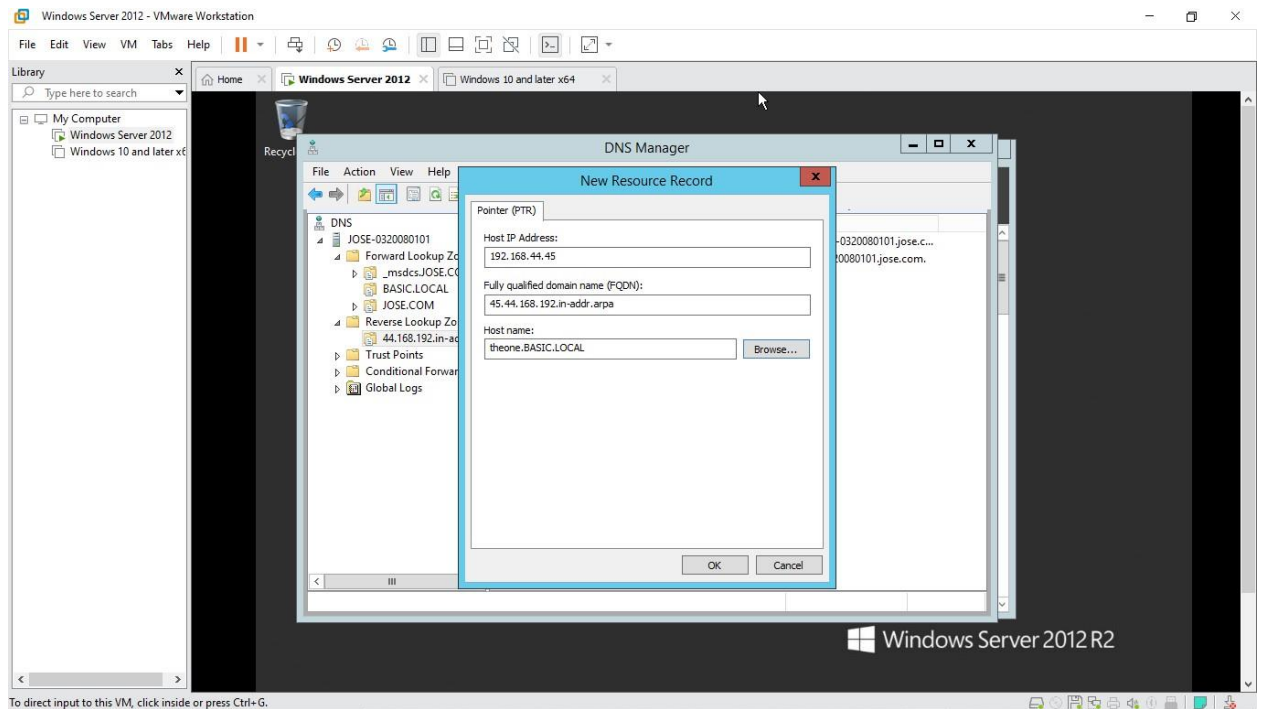 Windows Server 2012 - VMware Workstation
File Edit View VM Tabs Help
Library
Type here to search
My Computer
Windows Server 2012
Windows 10 and later x6
Home
Windows Server 2012
Windows 10 and later x64
Recycl
DNS Manager
File Action View Help
DNS
JOSE-0320080101
Forward Lookup Zo
_msdcs.JOSE.CO
BASIC.LOCAL
JOSE.COM
Reverse Lookup Zo
44.168.192.in-ad
Trust Points
Conditional Forwar
Global Logs
-0320080101.jose.c...
20080101.jose.com.
New Resource Record
Pointer (PTR)
Host IP Address:
192.168.44.45
Fully qualified domain name (FQDN):
45.44.168.192.in-addr.arpa
Host name:
theone.BASIC.LOCAL
Browse...
OK Cancel
Windows Server 2012 R2
To direct input to this VM, click inside or press Ctrl+G.